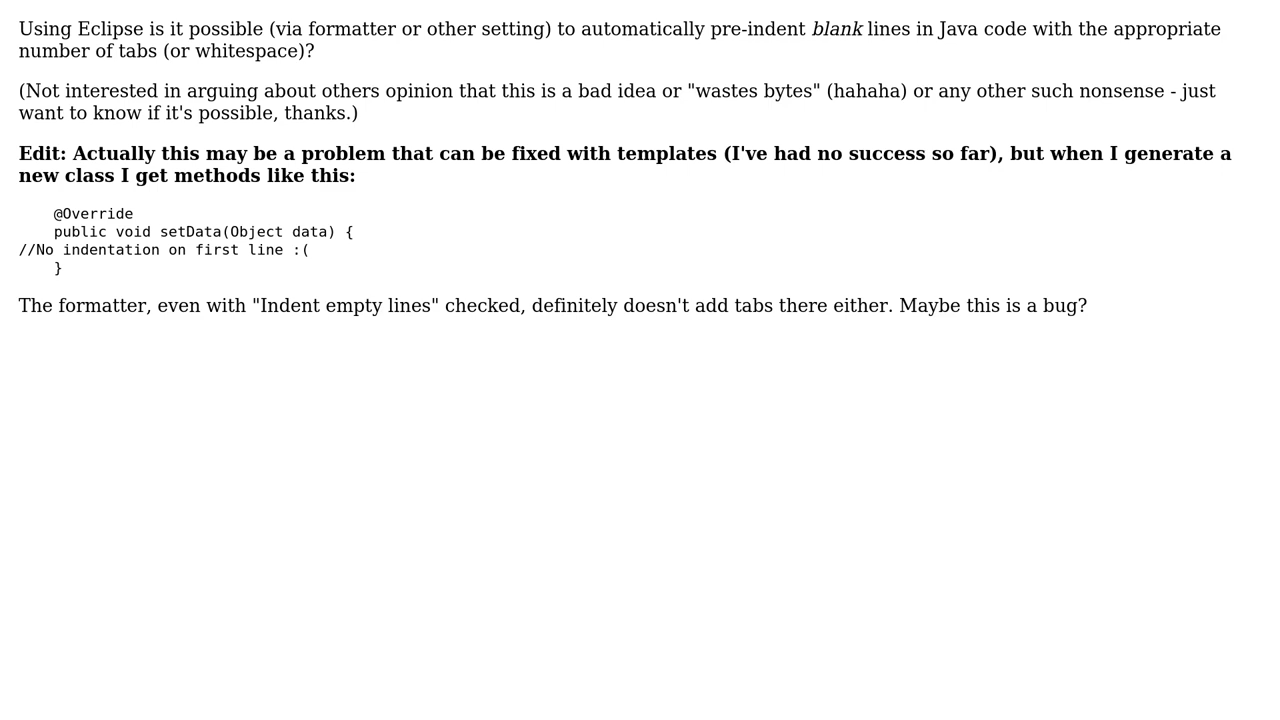 Using Eclipse is it possible (via formatter or other setting) to automatically pre-indent blank lines in Java code with the appropriate
number of tabs (or whitespace)?
(Not interested in arguing about others opinion that this is a bad idea or "wastes bytes" (hahaha) or any other such nonsense - just
want to know if it's possible, thanks.)
Edit: Actually this may be a problem that can be fixed with templates (I've had no success so far), but when I generate a
new class I get methods like this:
    @Override
    public void setData(Object data) {
//No indentation on first line :(
    }
The formatter, even with "Indent empty lines" checked, definitely doesn't add tabs there either. Maybe this is a bug?